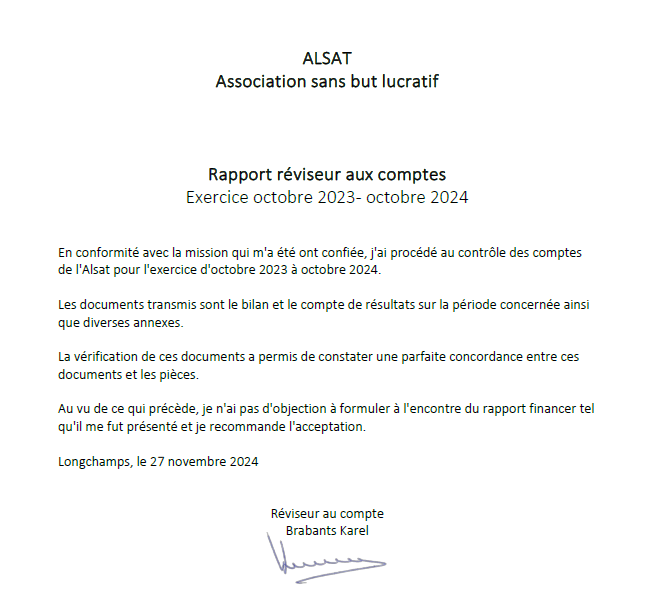 ALSAT
Association sans but lucratif
Rapport réviseur aux comptes
Exercice octobre 2023- octobre 2024
En conformité avec la mission qui m'a été ont confiée, j'ai procédé au contrôle des comptes
de l'Alsat pour l'exercice d'octobre 2023 à octobre 2024.
Les documents transmis sont le bilan et le compte de résultats sur la période concernée ainsi
que diverses annexes.
La vérification de ces documents a permis de constater une parfaite concordance entre ces
documents et les pièces.
Au vu de ce qui précède, je n'ai pas d'objection à formuler à l'encontre du rapport financer tel
qu'il me fut présenté et je recommande l'acceptation.
Longchamps, le 27 novembre 2024
Réviseur au compte
Brabants Karel